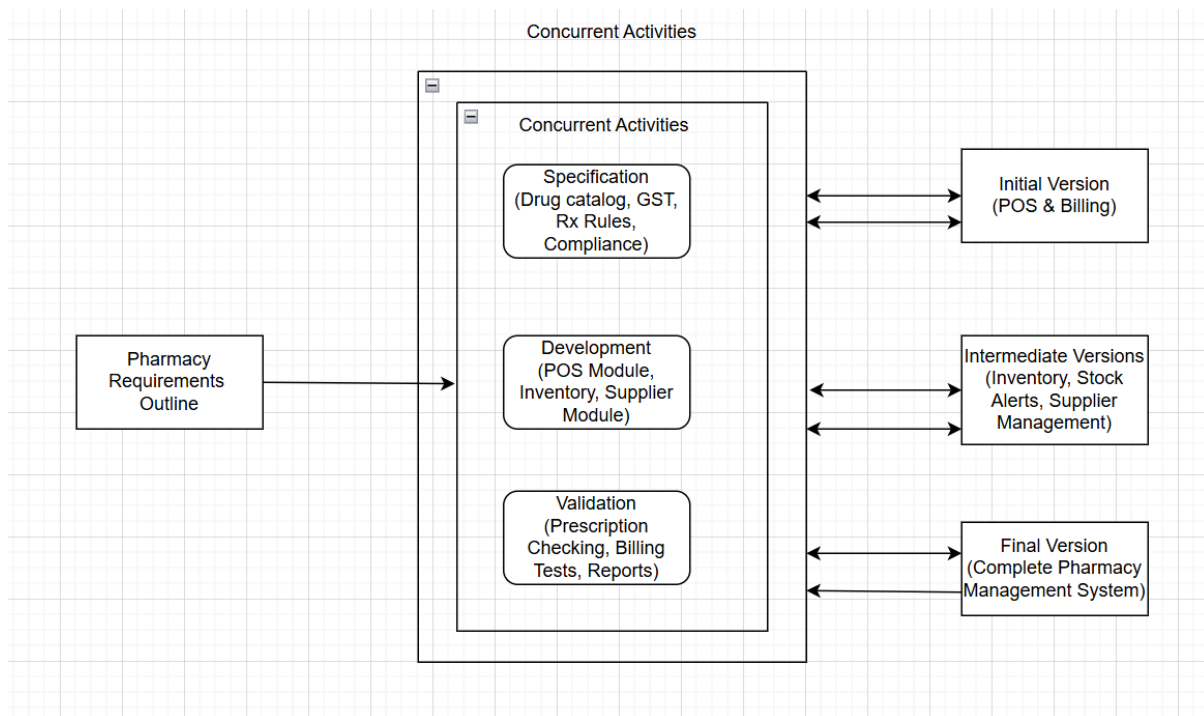 Concurrent Activities
Concurrent Activities
Specification
(Drug catalog, GST,
Rx Rules,
Compliance)
Initial Version
(POS & Billing)
Pharmacy
Requirements
Outline
Development
(POS Module,
Inventory, Supplier
Module)
Intermediate Versions
(Inventory, Stock
Alerts, Supplier
Management)
Validation
(Prescription
Checking, Billing
Tests, Reports)
Final Version
(Complete Pharmacy
Management System)